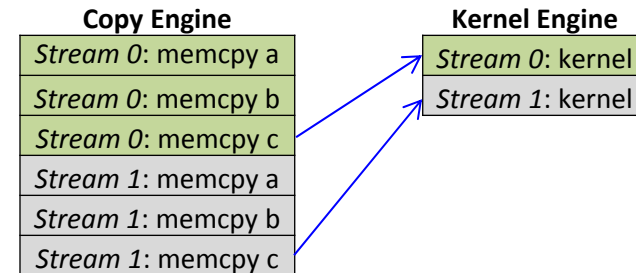 Copy Engine
Stream 0: memcpy a
Stream 0: memcpy b
Stream 0: memcpy c
Stream 1: memcpy a
Stream 1: memcpy b
Stream 1: memcpy c
Kernel Engine
Stream 0: kernel
Stream 1: kernel